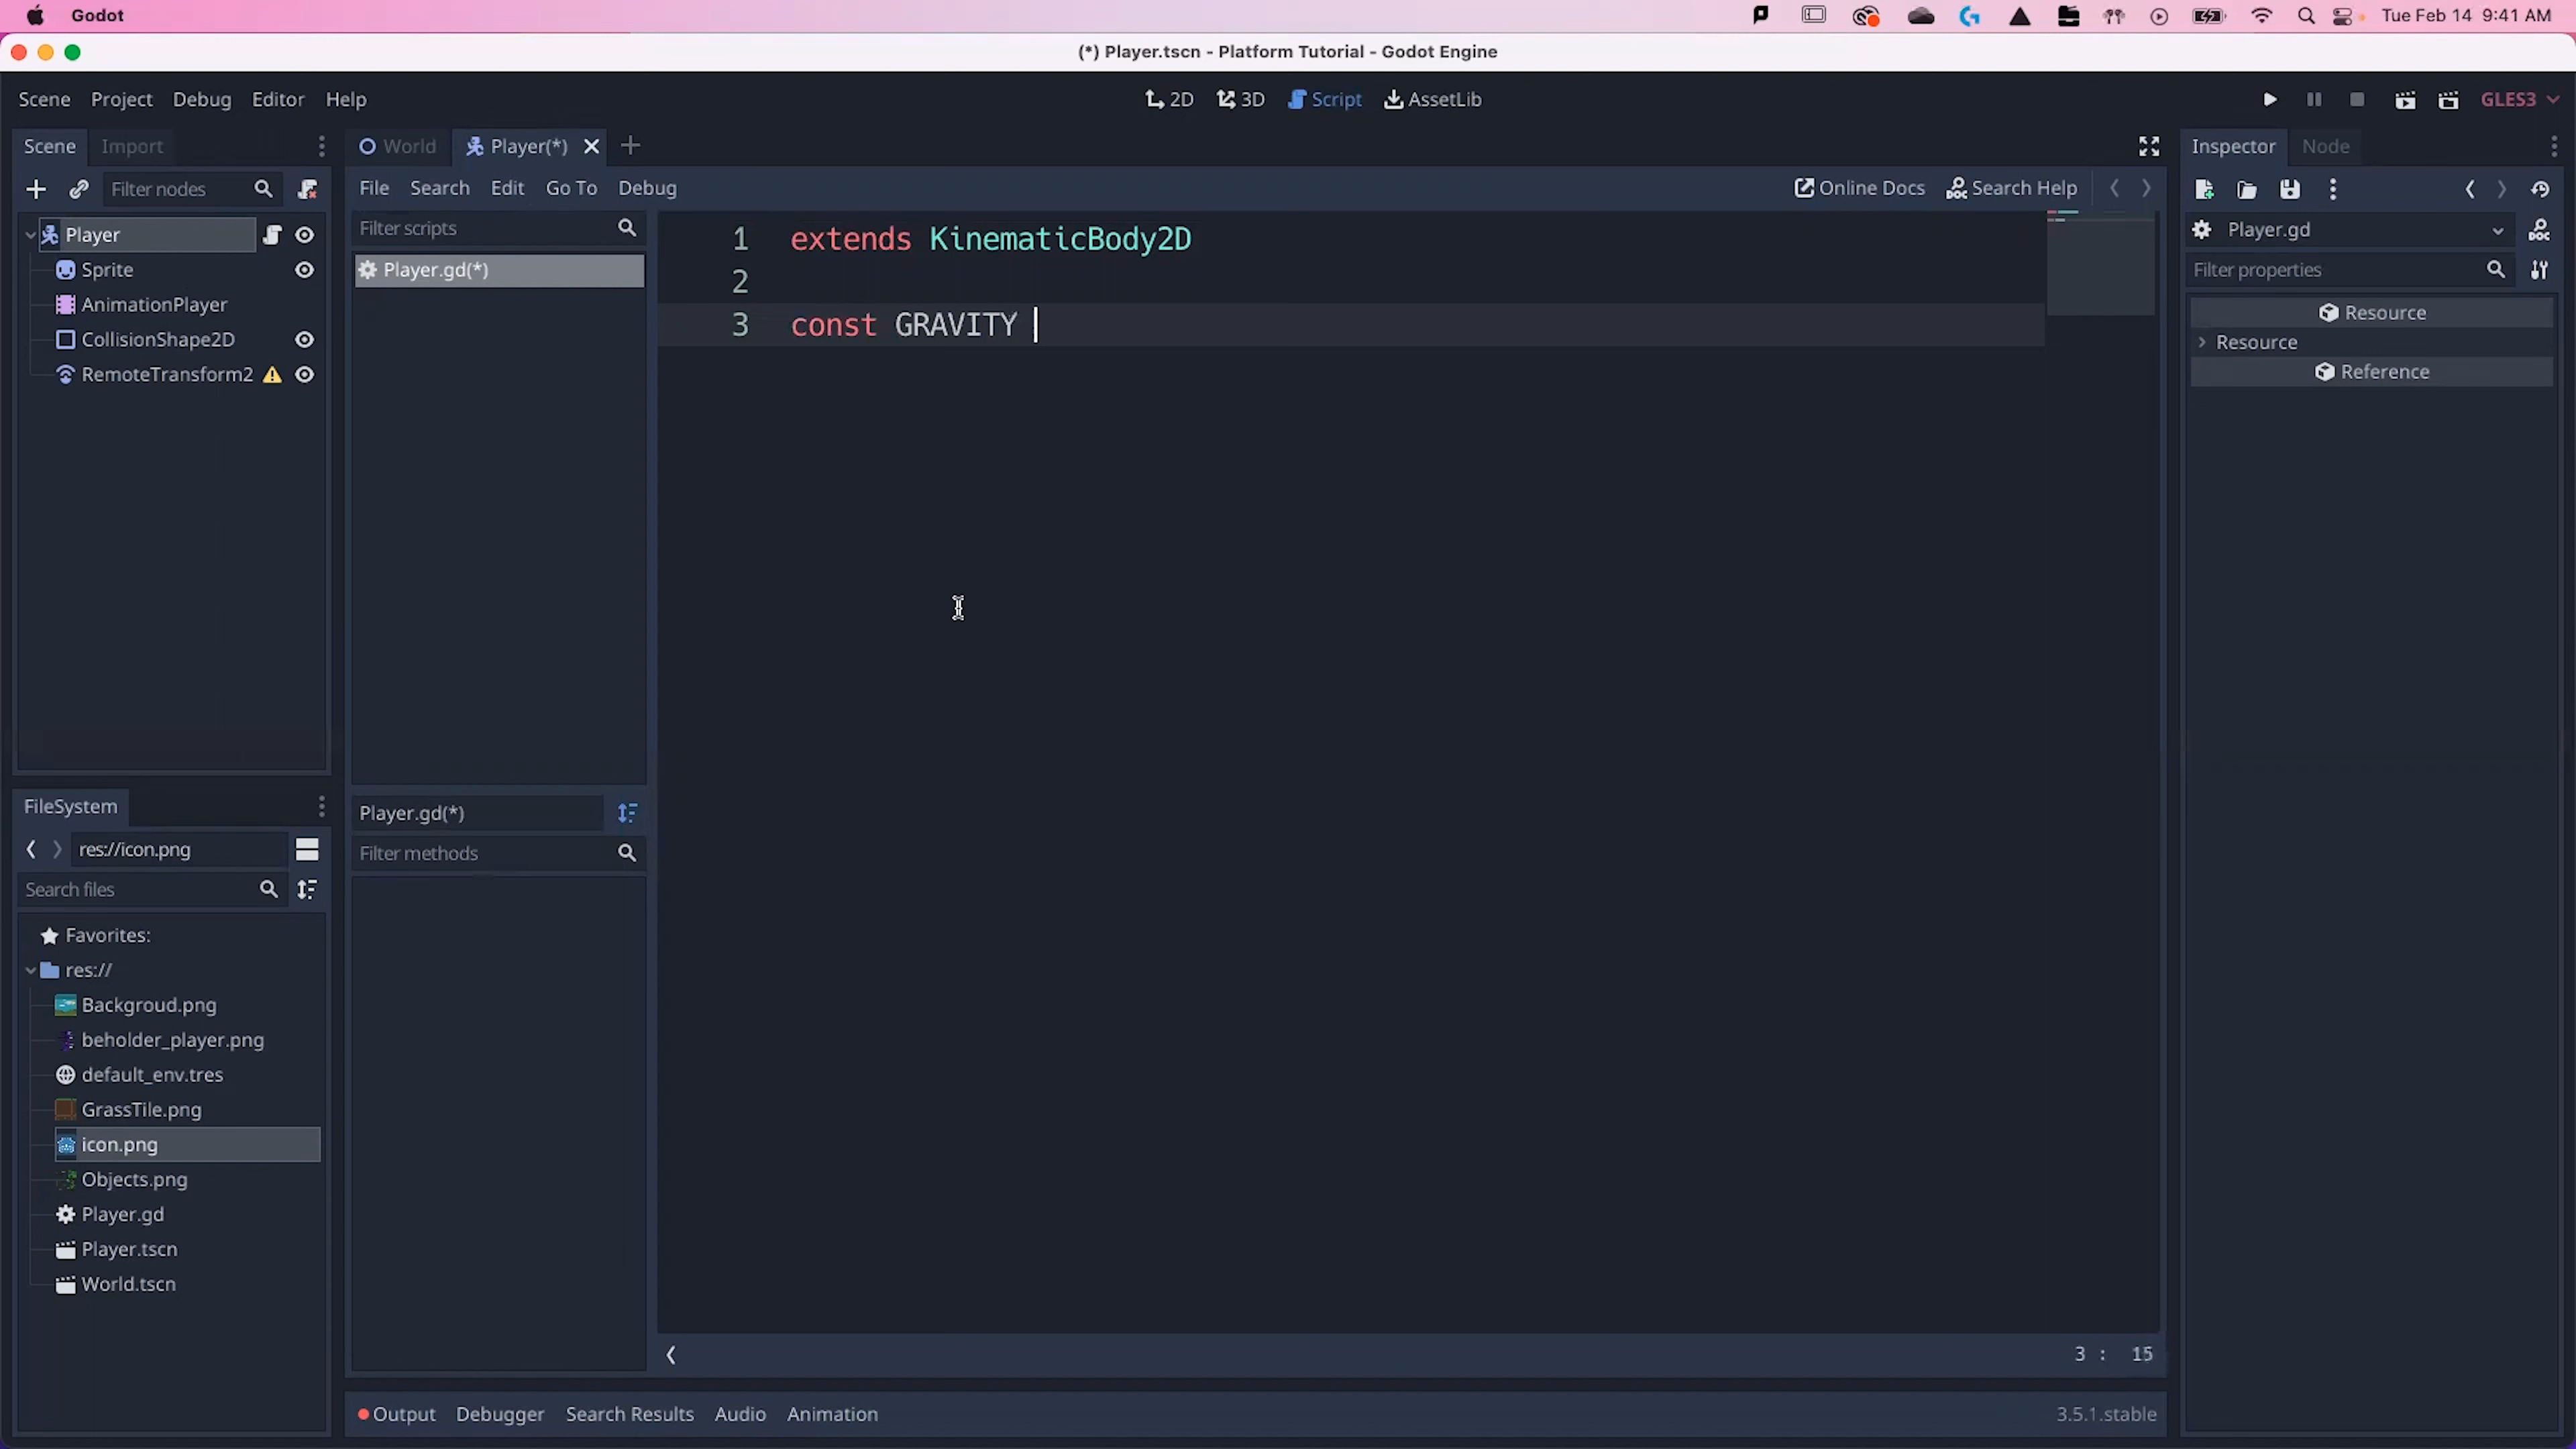 Godot
Tue Feb 14 9:41 AM
(*) Player.tscn - Platform Tutorial - Godot Engine
Scene Project Debug Editor Help
2D 3D Script AssetLib
GLES3
Scene Import
World Player(*)
Inspector Node
Filter nodes
File Search Edit Go To Debug
Online Docs Search Help
Player
Sprite
AnimationPlayer
CollisionShape2D
RemoteTransform2
Filter scripts
Player.gd(*)
1 extends KinematicBody2D
2
3 const GRAVITY
Player.gd
Filter properties
Resource
Resource
Reference
Player.gd(*)
Filter methods
FileSystem
res://icon.png
Search files
Favorites:
res://
Backgroud.png
beholder_player.png
default_env.tres
GrassTile.png
icon.png
Objects.png
Player.gd
Player.tscn
World.tscn
3 : 15
Output Debugger Search Results Audio Animation
3.5.1.stable